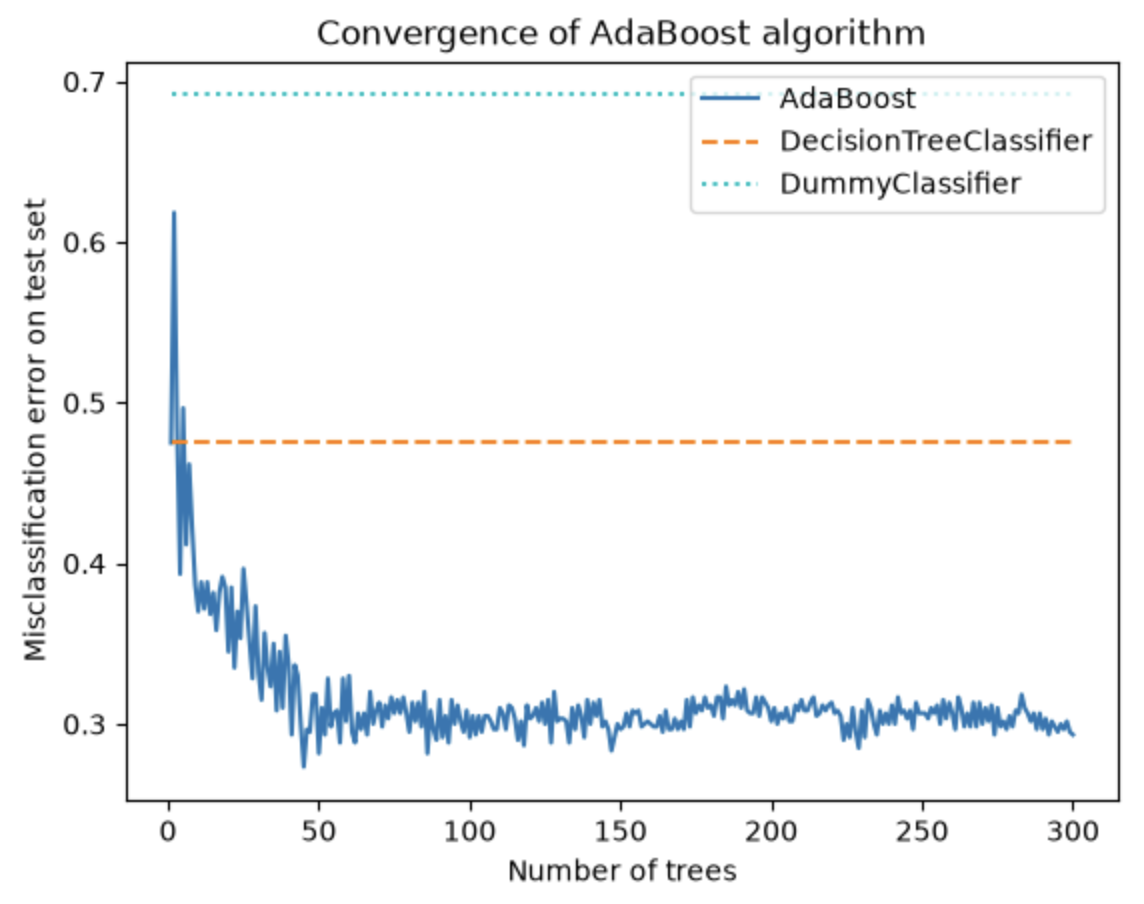 Convergence of AdaBoost algorithm
AdaBoost
DecisionTreeClassifier
DummyClassifier
Misclassification error on test set
0.7
0.6
0.5
0.4
0.3
0 50 100 150 200 250 300
Number of trees